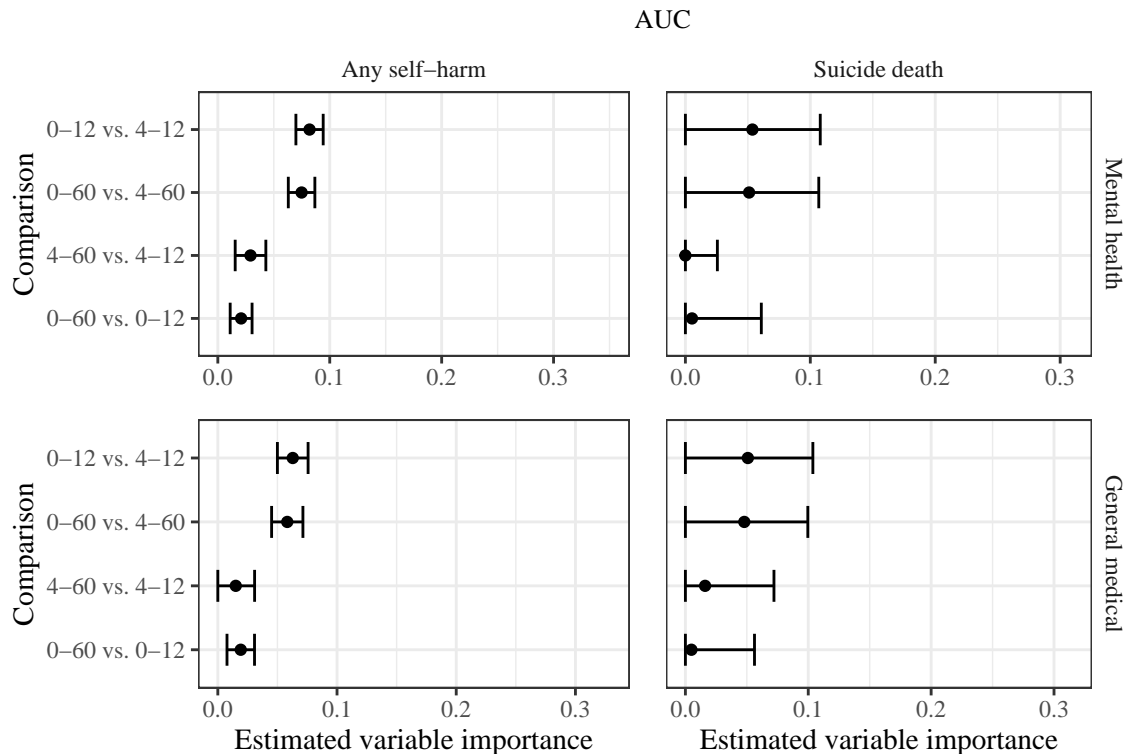 AUC
Any self−harm
Suicide death
0−12 vs. 4−12
0−60 vs. 4−60
4−60 vs. 4−12
0−60 vs. 0−12
Comparison
Mental health
0.0 0.1 0.2 0.3
0.0 0.1 0.2 0.3
0−12 vs. 4−12
0−60 vs. 4−60
4−60 vs. 4−12
0−60 vs. 0−12
Comparison
General medical
0.0 0.1 0.2 0.3
0.0 0.1 0.2 0.3
Estimated variable importance
Estimated variable importance